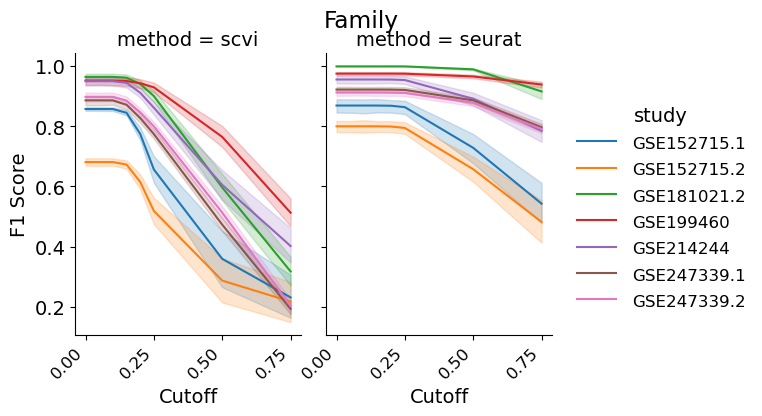 Family
method = scvi
method = seurat
F1 Score
1.0
0.8
0.6
0.4
0.2
0.00
0.25
0.50
0.75
Cutoff
0.00
0.25
0.50
0.75
Cutoff
study
GSE152715.1
GSE152715.2
GSE181021.2
GSE199460
GSE214244
GSE247339.1
GSE247339.2